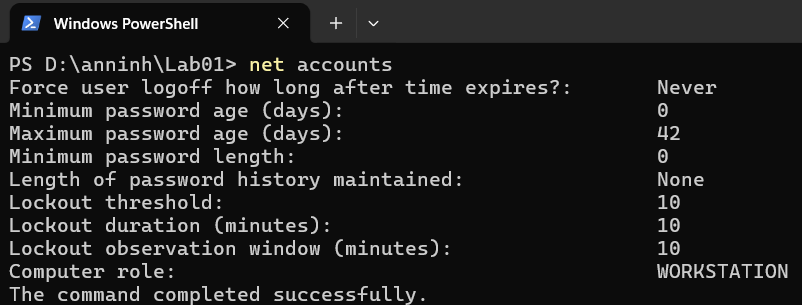 Windows PowerShell
PS D:\anninh\Lab01> net accounts
Force user logoff how long after time expires?: Never
Minimum password age (days): 0
Maximum password age (days): 42
Minimum password length: 0
Length of password history maintained: None
Lockout threshold: 10
Lockout duration (minutes): 10
Lockout observation window (minutes): 10
Computer role: WORKSTATION
The command completed successfully.